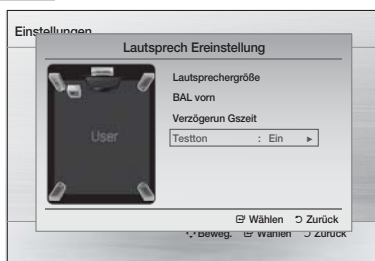 Einstellungen
Lautsprech Ereinstellung
Lautsprechergröße
BAL vorn
Verzögerun Gszeit
User
Testton : Ein ►
Wählen Zurück
Beweg. Wählen Zurück